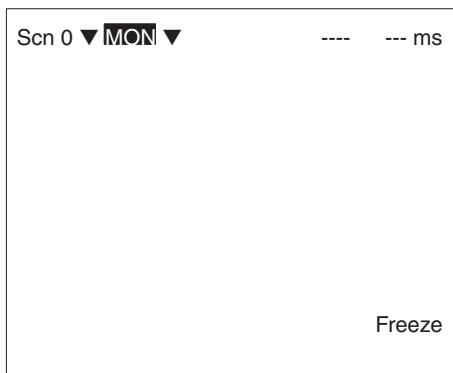 Scn 0 ▼ MON ▼ ---- --- ms
Freeze